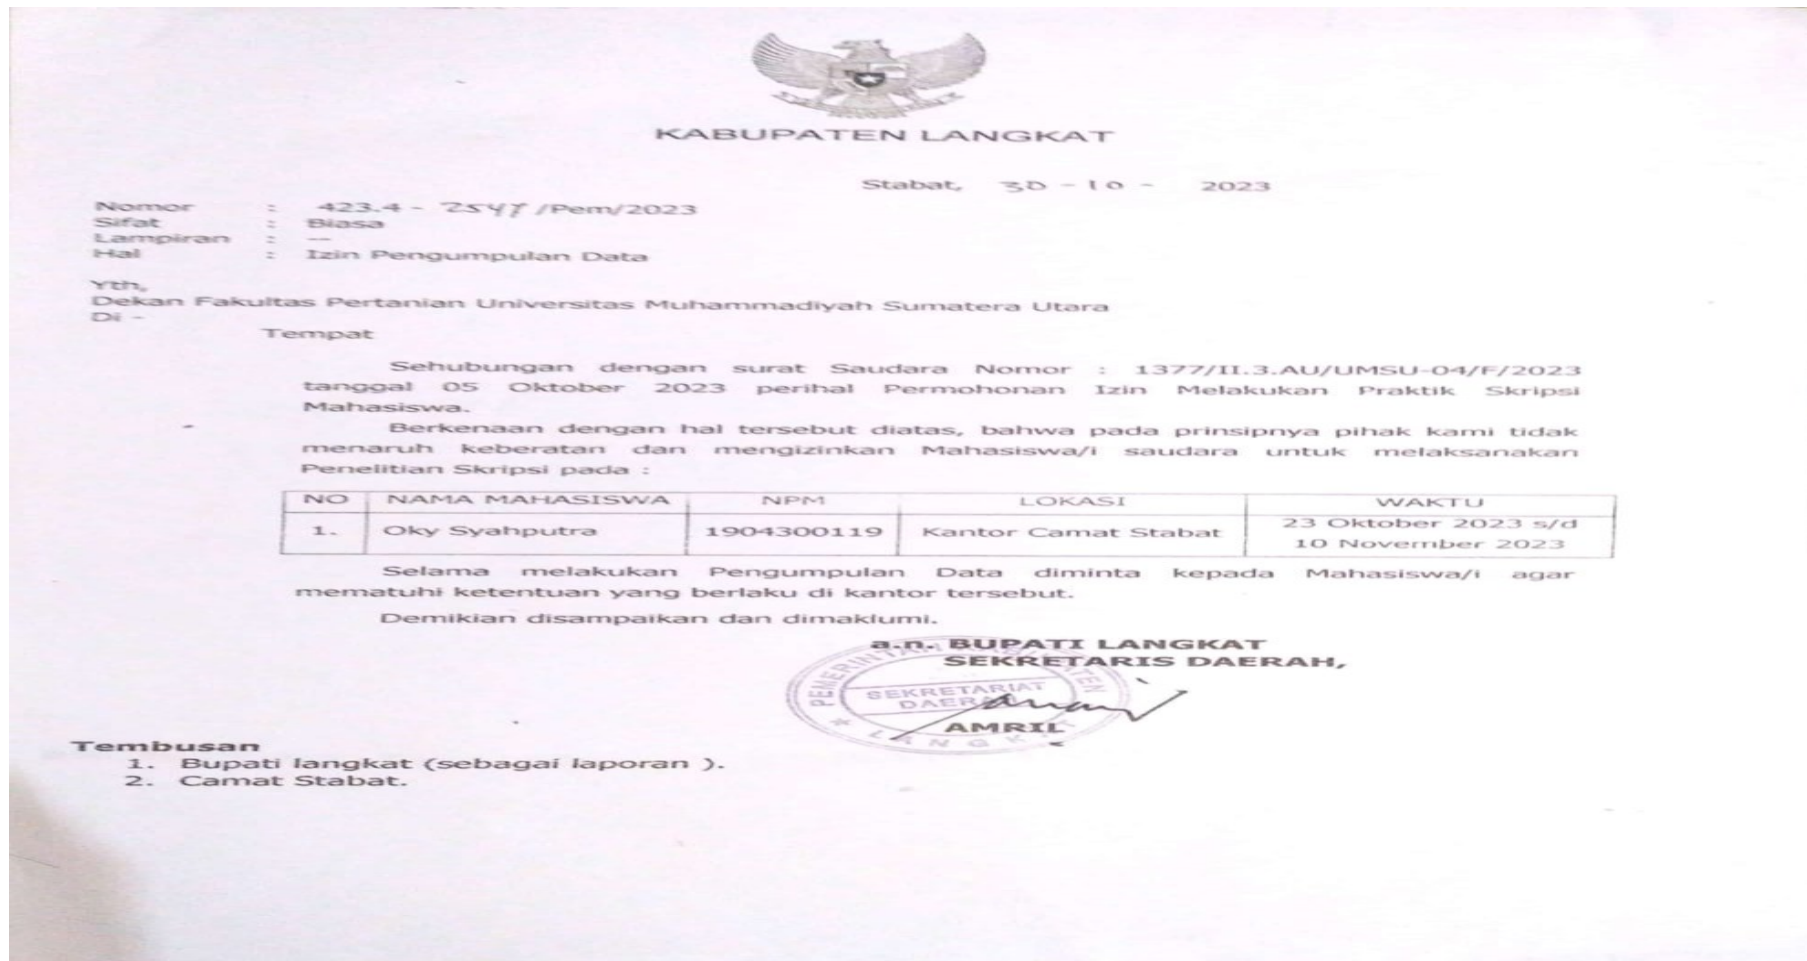 KABUPATEN LANGKAT
Stabat, 30 - 10 - 2023
Nomor : 423.4 - /Pem/2023
Sifat : Biasa
Lampiran : --
Hal : Izin Pengumpulan Data
Yth,
Dekan Fakultas Pertanian Universitas Muhammadiyah Sumatera Utara
Di -
Tempat
Sehubungan dengan surat Saudara Nomor : 1377/II.3.AU/UMSU-04/F/2023
tanggal 05 Oktober 2023 perihal Permohonan Izin Melakukan Praktik Skripsi
Mahasiswa.
Berkenaan dengan hal tersebut diatas, bahwa pada prinsipnya pihak kami tidak
menaruh keberatan dan mengizinkan Mahasiswa/i saudara untuk melaksanakan
Penelitian Skripsi pada :
NO NAMA MAHASISWA NPM LOKASI WAKTU
1. Oky Syahputra 1904300119 Kantor Camat Stabat 23 Oktober 2023 s/d
10 November 2023
Selama melakukan Pengumpulan Data diminta kepada Mahasiswa/i agar
mematuhi ketentuan yang berlaku di kantor tersebut.
Demikian disampaikan dan dimaklumi.
a.n. BUPATI LANGKAT
SEKRETARIS DAERAH,
SEKRETARIAT
DAERAH
LANGKAT
AMRIL
Tembusan
1. Bupati langkat (sebagai laporan ).
2. Camat Stabat.